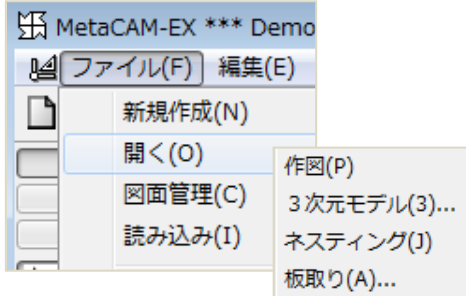 MetaCAM-EX *** Demo
ファイル(F) 編集(E)
新規作成(N)
開く(O)
図面管理(C)
読み込み(I)
作図(P)
３次元モデル(3)...
ネスティング(J)
板取り(A)...